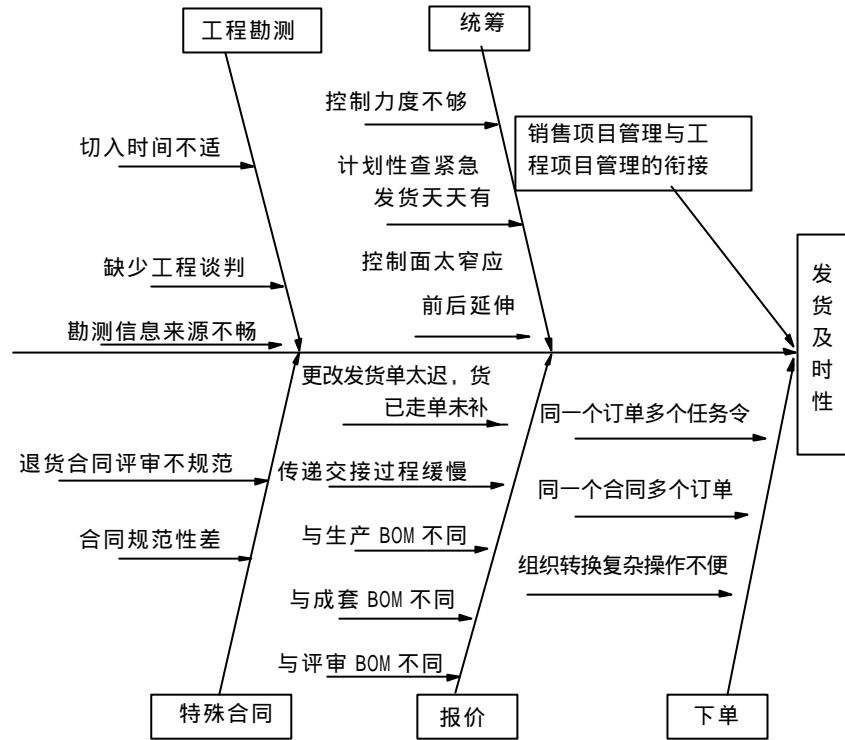 工程勘测
统筹
控制力度不够
切入时间不适
计划性查紧急
发货天天有
销售项目管理与工
程项目管理的衔接
缺少工程谈判
控制面太窄应
前后延伸
勘测信息来源不畅
发货及时性
更改发货单太迟，货
已走单未补
同一个订单多个任务令
退货合同评审不规范
传递交接过程缓慢
同一个合同多个订单
合同规范性差
与生产 BOM 不同
组织转换复杂操作不便
与成套 BOM 不同
与评审 BOM 不同
特殊合同
报价
下单